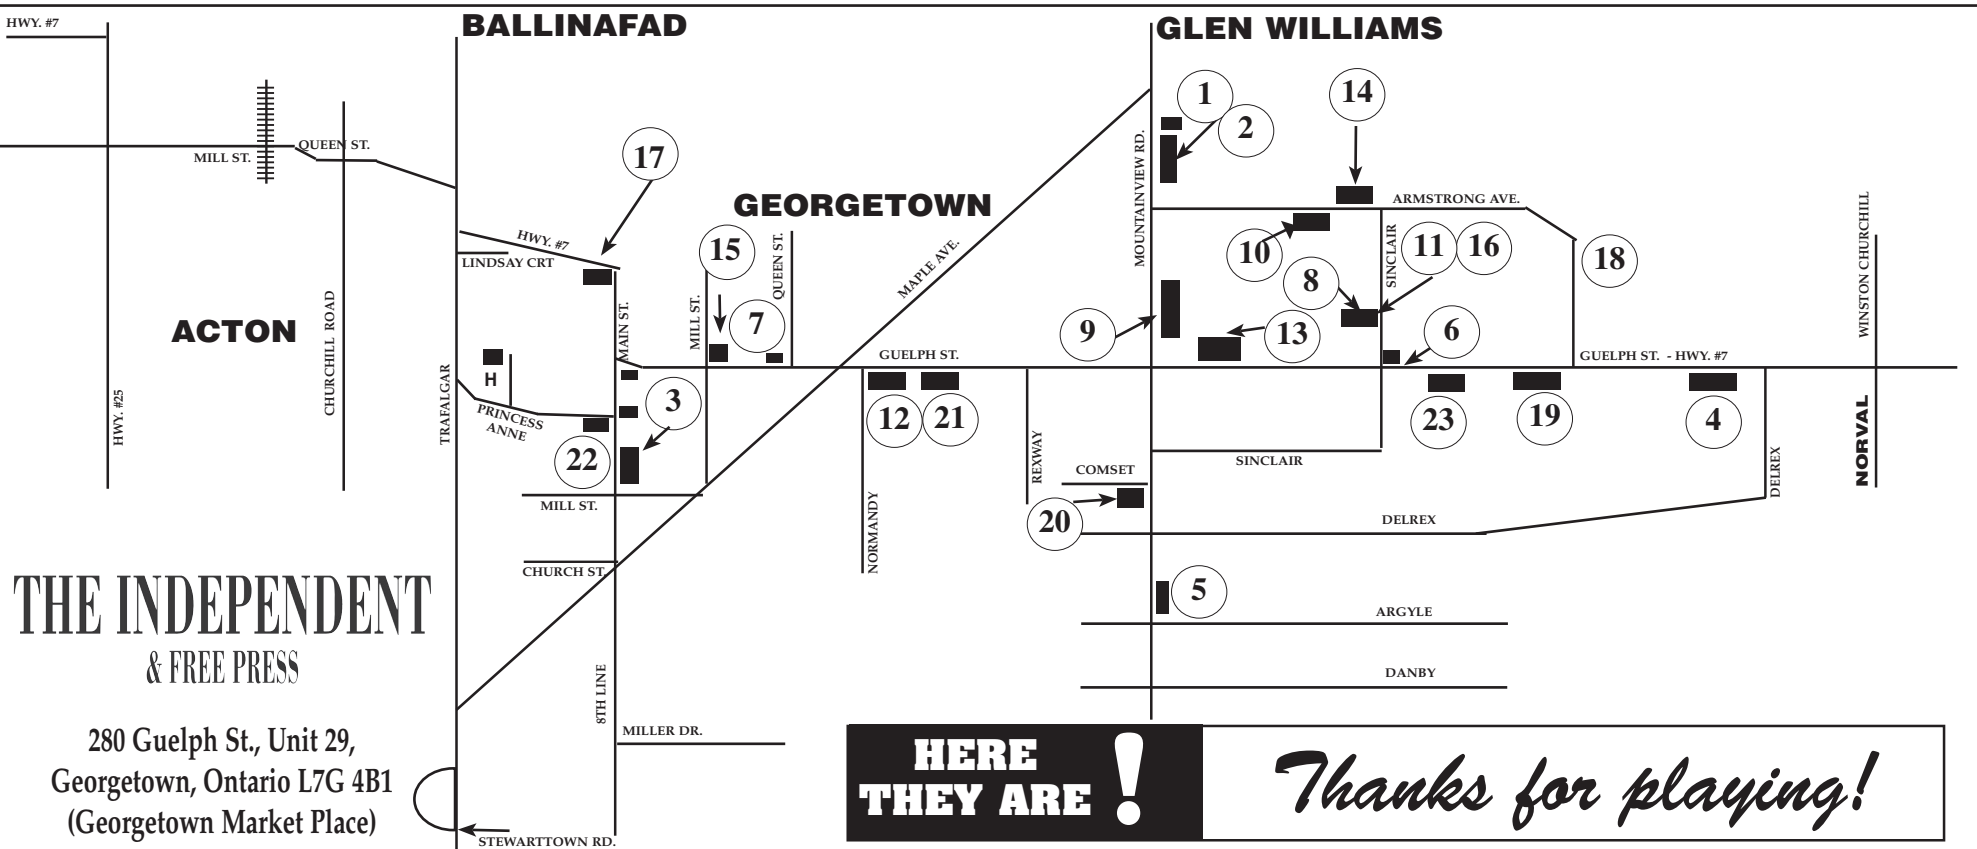 HWY. #7
BALLINAFAD
GLEN WILLIAMS
1
2
14
MILL ST.
QUEEN ST.
17
MOUNTAINVIEW RD.
GEORGETOWN
ARMSTRONG AVE.
HWY. #7
LINDSAY CRT
15
QUEEN ST.
MAPLE AVE.
10
SINCLAIR
11
16
18
8
WINSTON CHURCHILL
ACTON
CHURCHILL ROAD
MAIN ST.
MILL ST.
7
9
13
6
GUELPH ST.
GUELPH ST. - HWY. #7
HWY. #25
TRAFALGAR
H
PRINCESS
ANNE
3
12
21
23
19
4
NORVAL
22
REXWAY
COMSET
SINCLAIR
DELREX
MILL ST.
NORMANDY
20
DELREX
CHURCH ST.
5
ARGYLE
THE INDEPENDENT
& FREE PRESS
8TH LINE
DANBY
280 Guelph St., Unit 29,
Georgetown, Ontario L7G 4B1
(Georgetown Market Place)
MILLER DR.
STEWARTTOWN RD.
HERE
THEY ARE !
Thanks for playing!